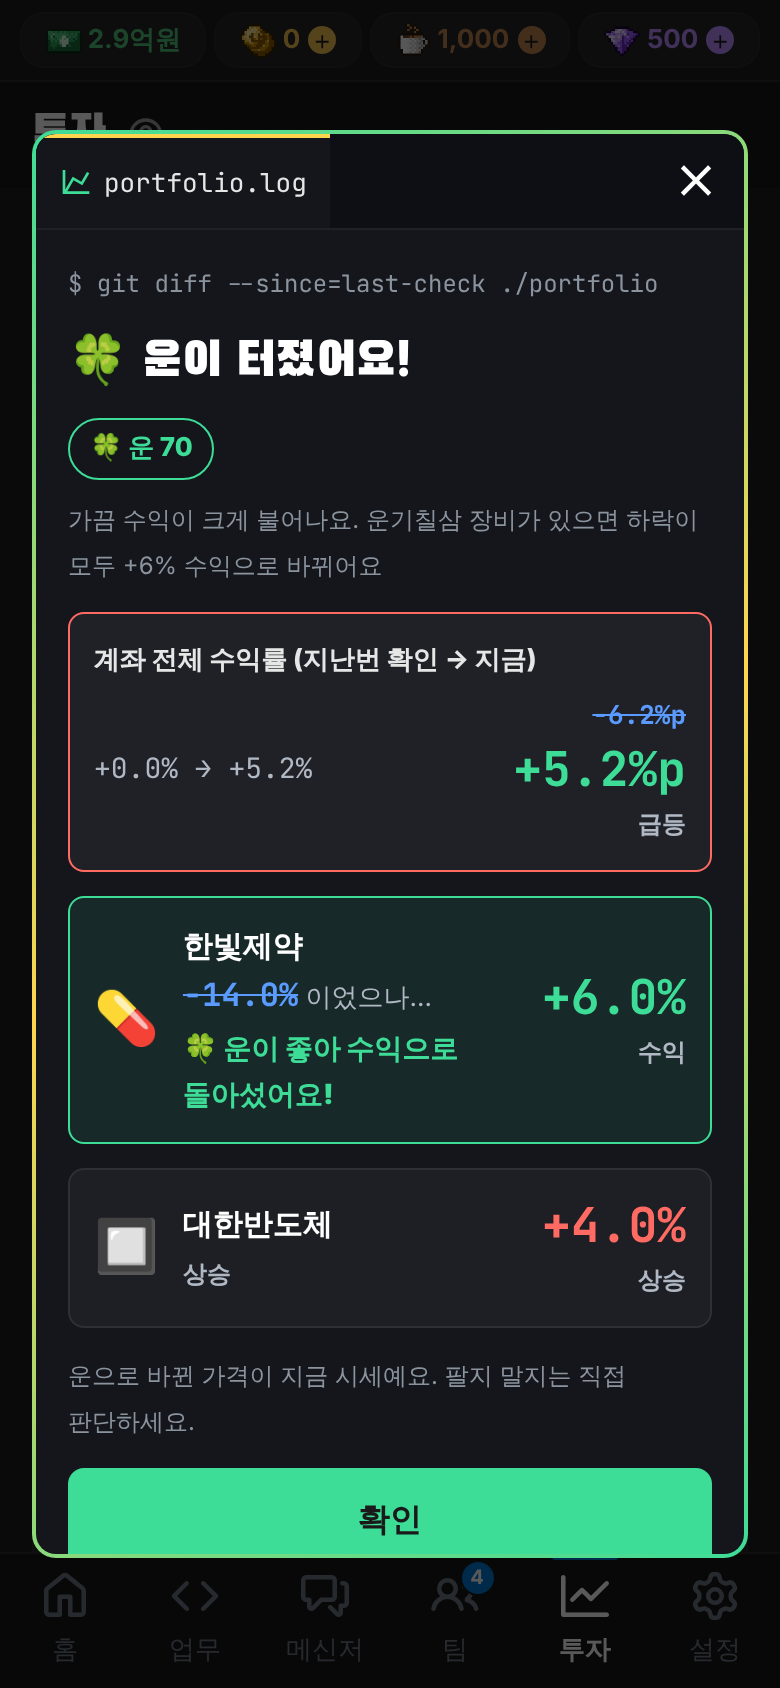 2.9억원 0 + 1,000 + 500 +
투자
portfolio.log
$ git diff --since=last-check ./portfolio
운이 터졌어요!
운 70
가끔 수익이 크게 불어나요. 운기칠삼 장비가 있으면 하락이
모두 +6% 수익으로 바뀌어요
계좌 전체 수익률 (지난번 확인 → 지금)
-6.2%p
+0.0% → +5.2%
+5.2%p
급등
한빛제약
-14.0% 이었으나...
운이 좋아 수익으로
돌아섰어요!
+6.0%
수익
대한반도체
상승
+4.0%
상승
운으로 바뀐 가격이 지금 시세예요. 팔지 말지는 직접
판단하세요.
확인
4
홈 업무 메신저 팀 투자 설정